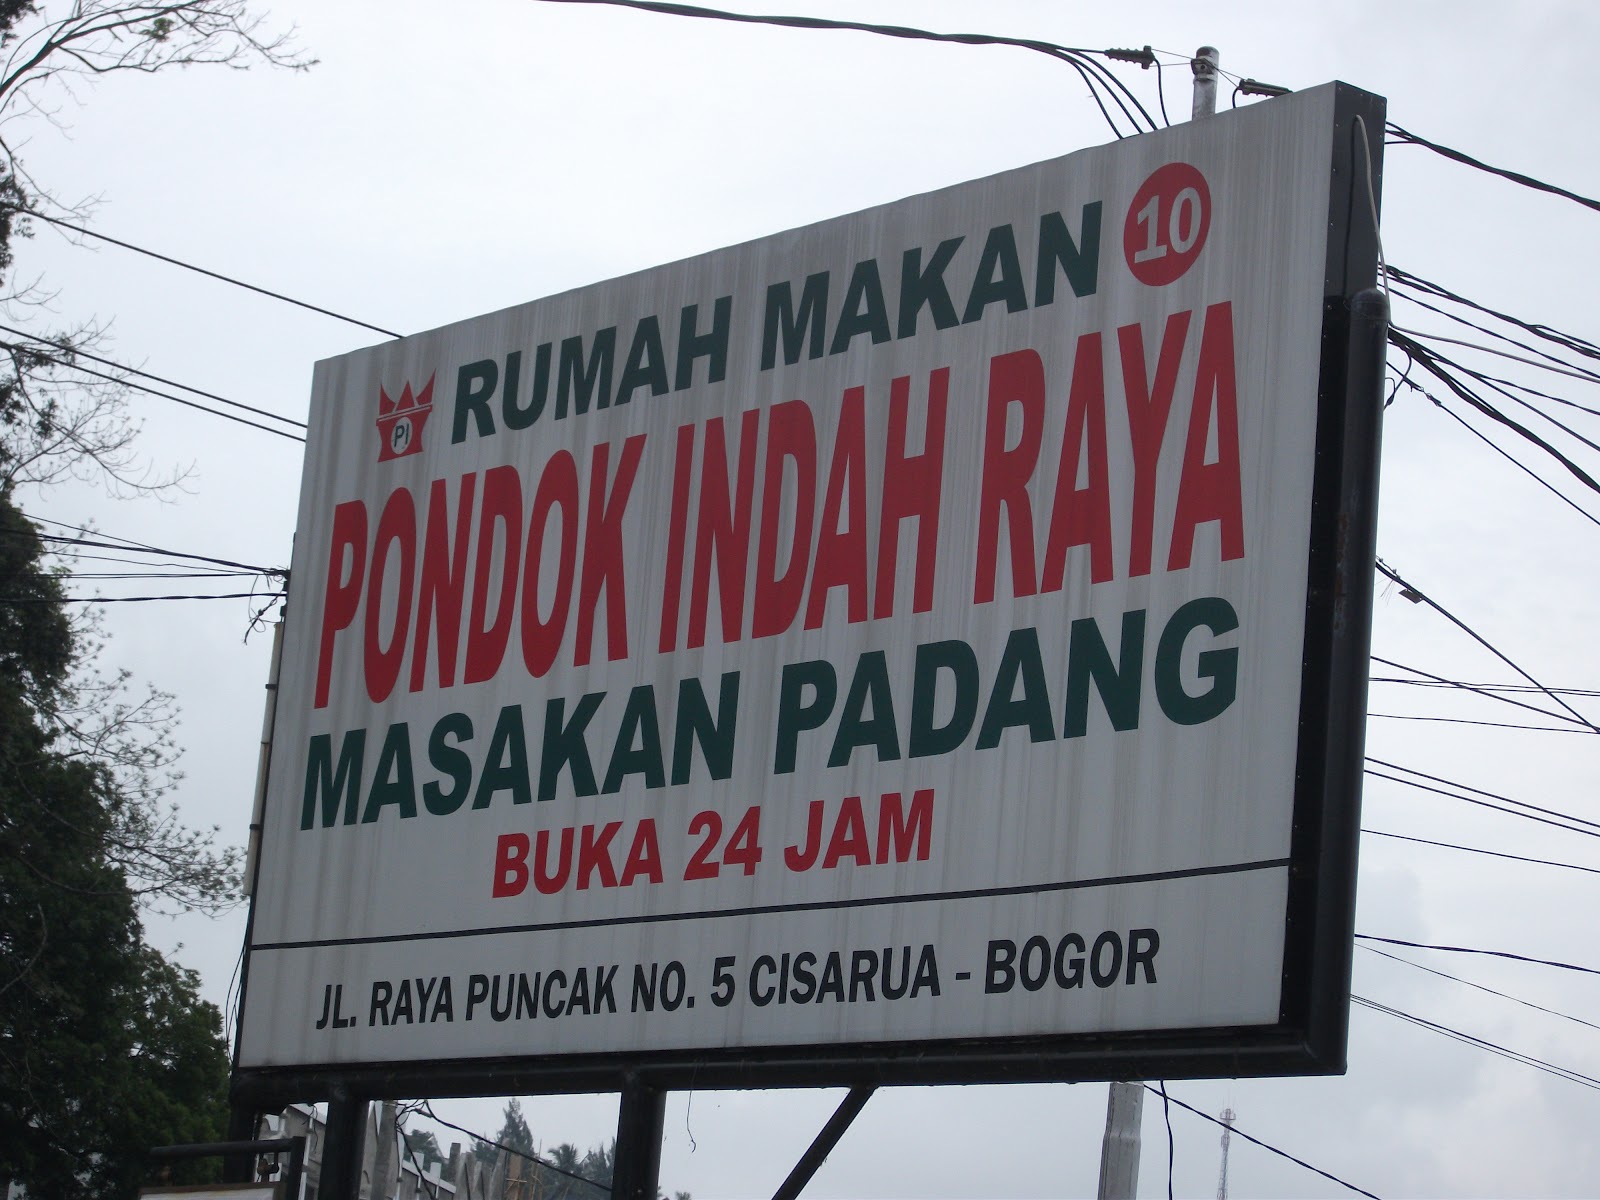 RUMAH MAKAN 10
PI
PONDOK INDAH RAYA
MASAKAN PADANG
BUKA 24 JAM
JL. RAYA PUNCAK NO. 5 CISARUA - BOGOR